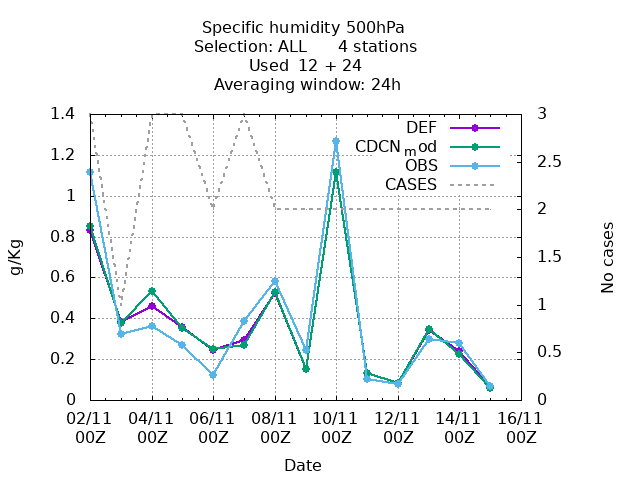 Specific humidity 500hPa
Selection: ALL 4 stations
Used 12 + 24
Averaging window: 24h
g/Kg
1.4
1.2
1
0.8
0.6
0.4
0.2
0
DEF
CDCNmod
OBS
CASES
3
2.5
2
1.5
1
0.5
0
No cases
02/11 04/11 06/11 08/11 10/11 12/11 14/11 16/11
00Z 00Z 00Z 00Z 00Z 00Z 00Z 00Z
Date